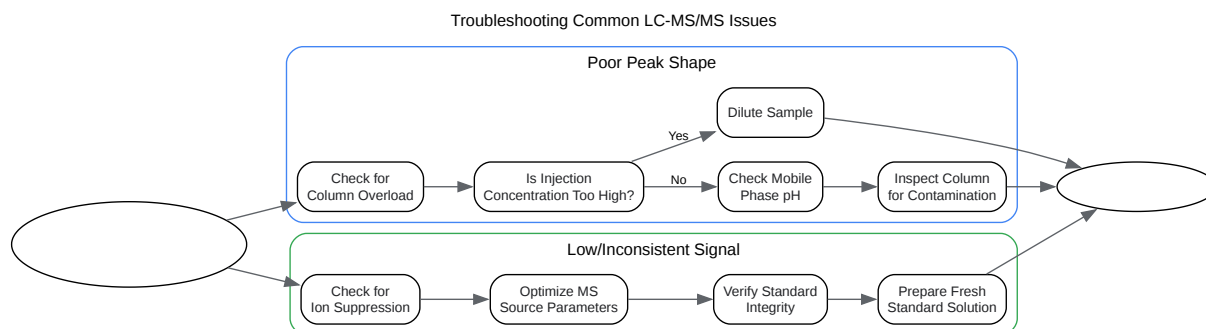 Troubleshooting Common LC-MS/MS Issues
Poor Peak Shape
Dilute Sample
Yes
Check for
Column Overload
Is Injection
Concentration Too High?
No
Check Mobile
Phase pH
Inspect Column
for Contamination
Low/Inconsistent Signal
Check for
Ion Suppression
Optimize MS
Source Parameters
Verify Standard
Integrity
Prepare Fresh
Standard Solution